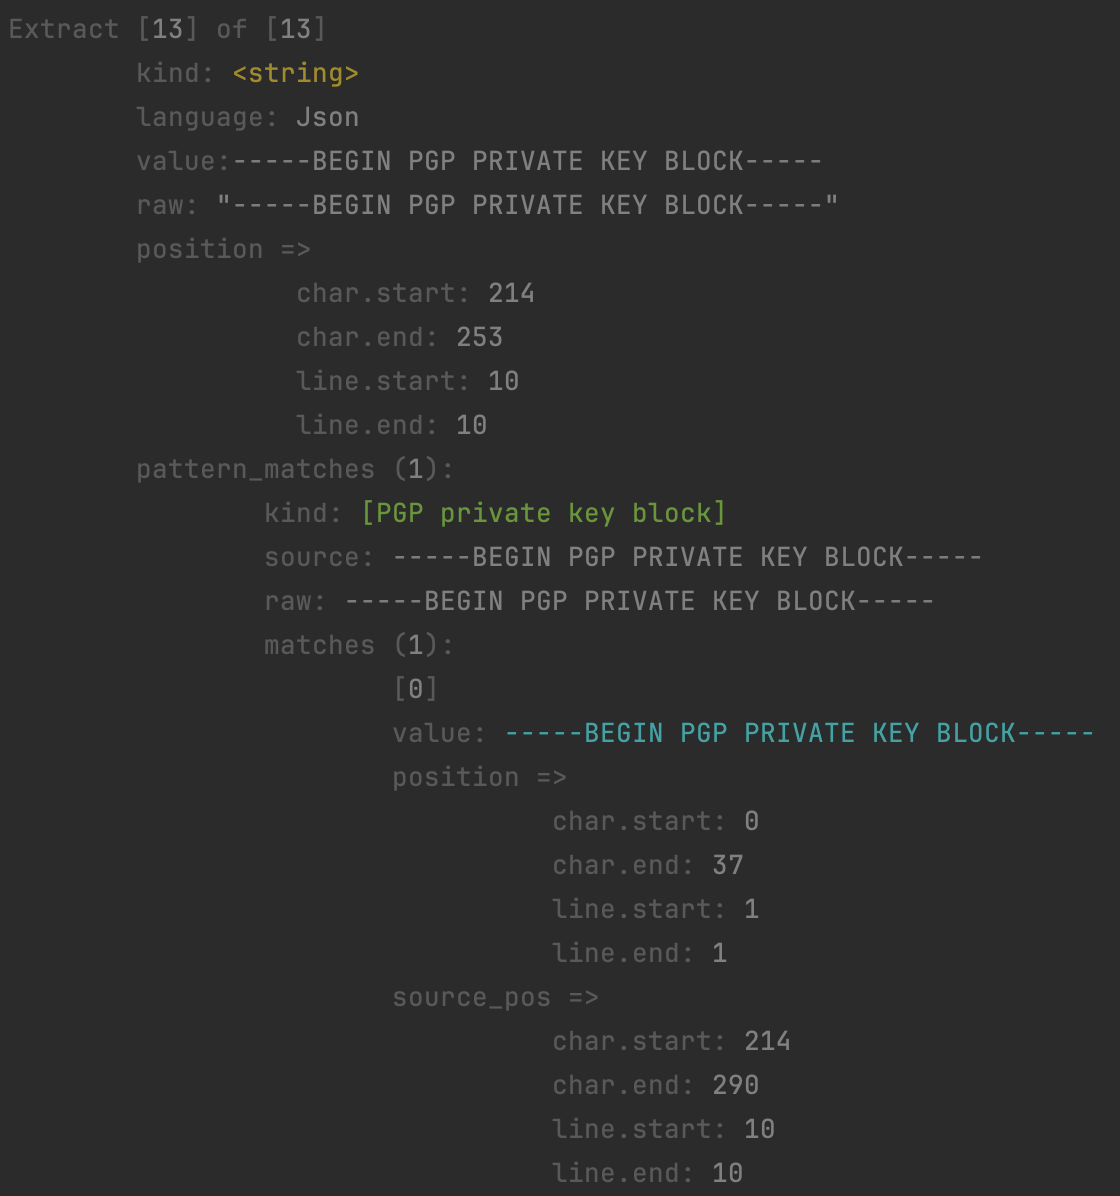 Extract [13] of [13]
kind: <string>
language: Json
value:-----BEGIN PGP PRIVATE KEY BLOCK-----
raw: "-----BEGIN PGP PRIVATE KEY BLOCK-----"
position =>
char.start: 214
char.end: 253
line.start: 10
line.end: 10
pattern_matches (1):
kind: [PGP private key block]
source: -----BEGIN PGP PRIVATE KEY BLOCK-----
raw: -----BEGIN PGP PRIVATE KEY BLOCK-----
matches (1):
[0]
value: -----BEGIN PGP PRIVATE KEY BLOCK-----
position =>
char.start: 0
char.end: 37
line.start: 1
line.end: 1
source_pos =>
char.start: 214
char.end: 290
line.start: 10
line.end: 10